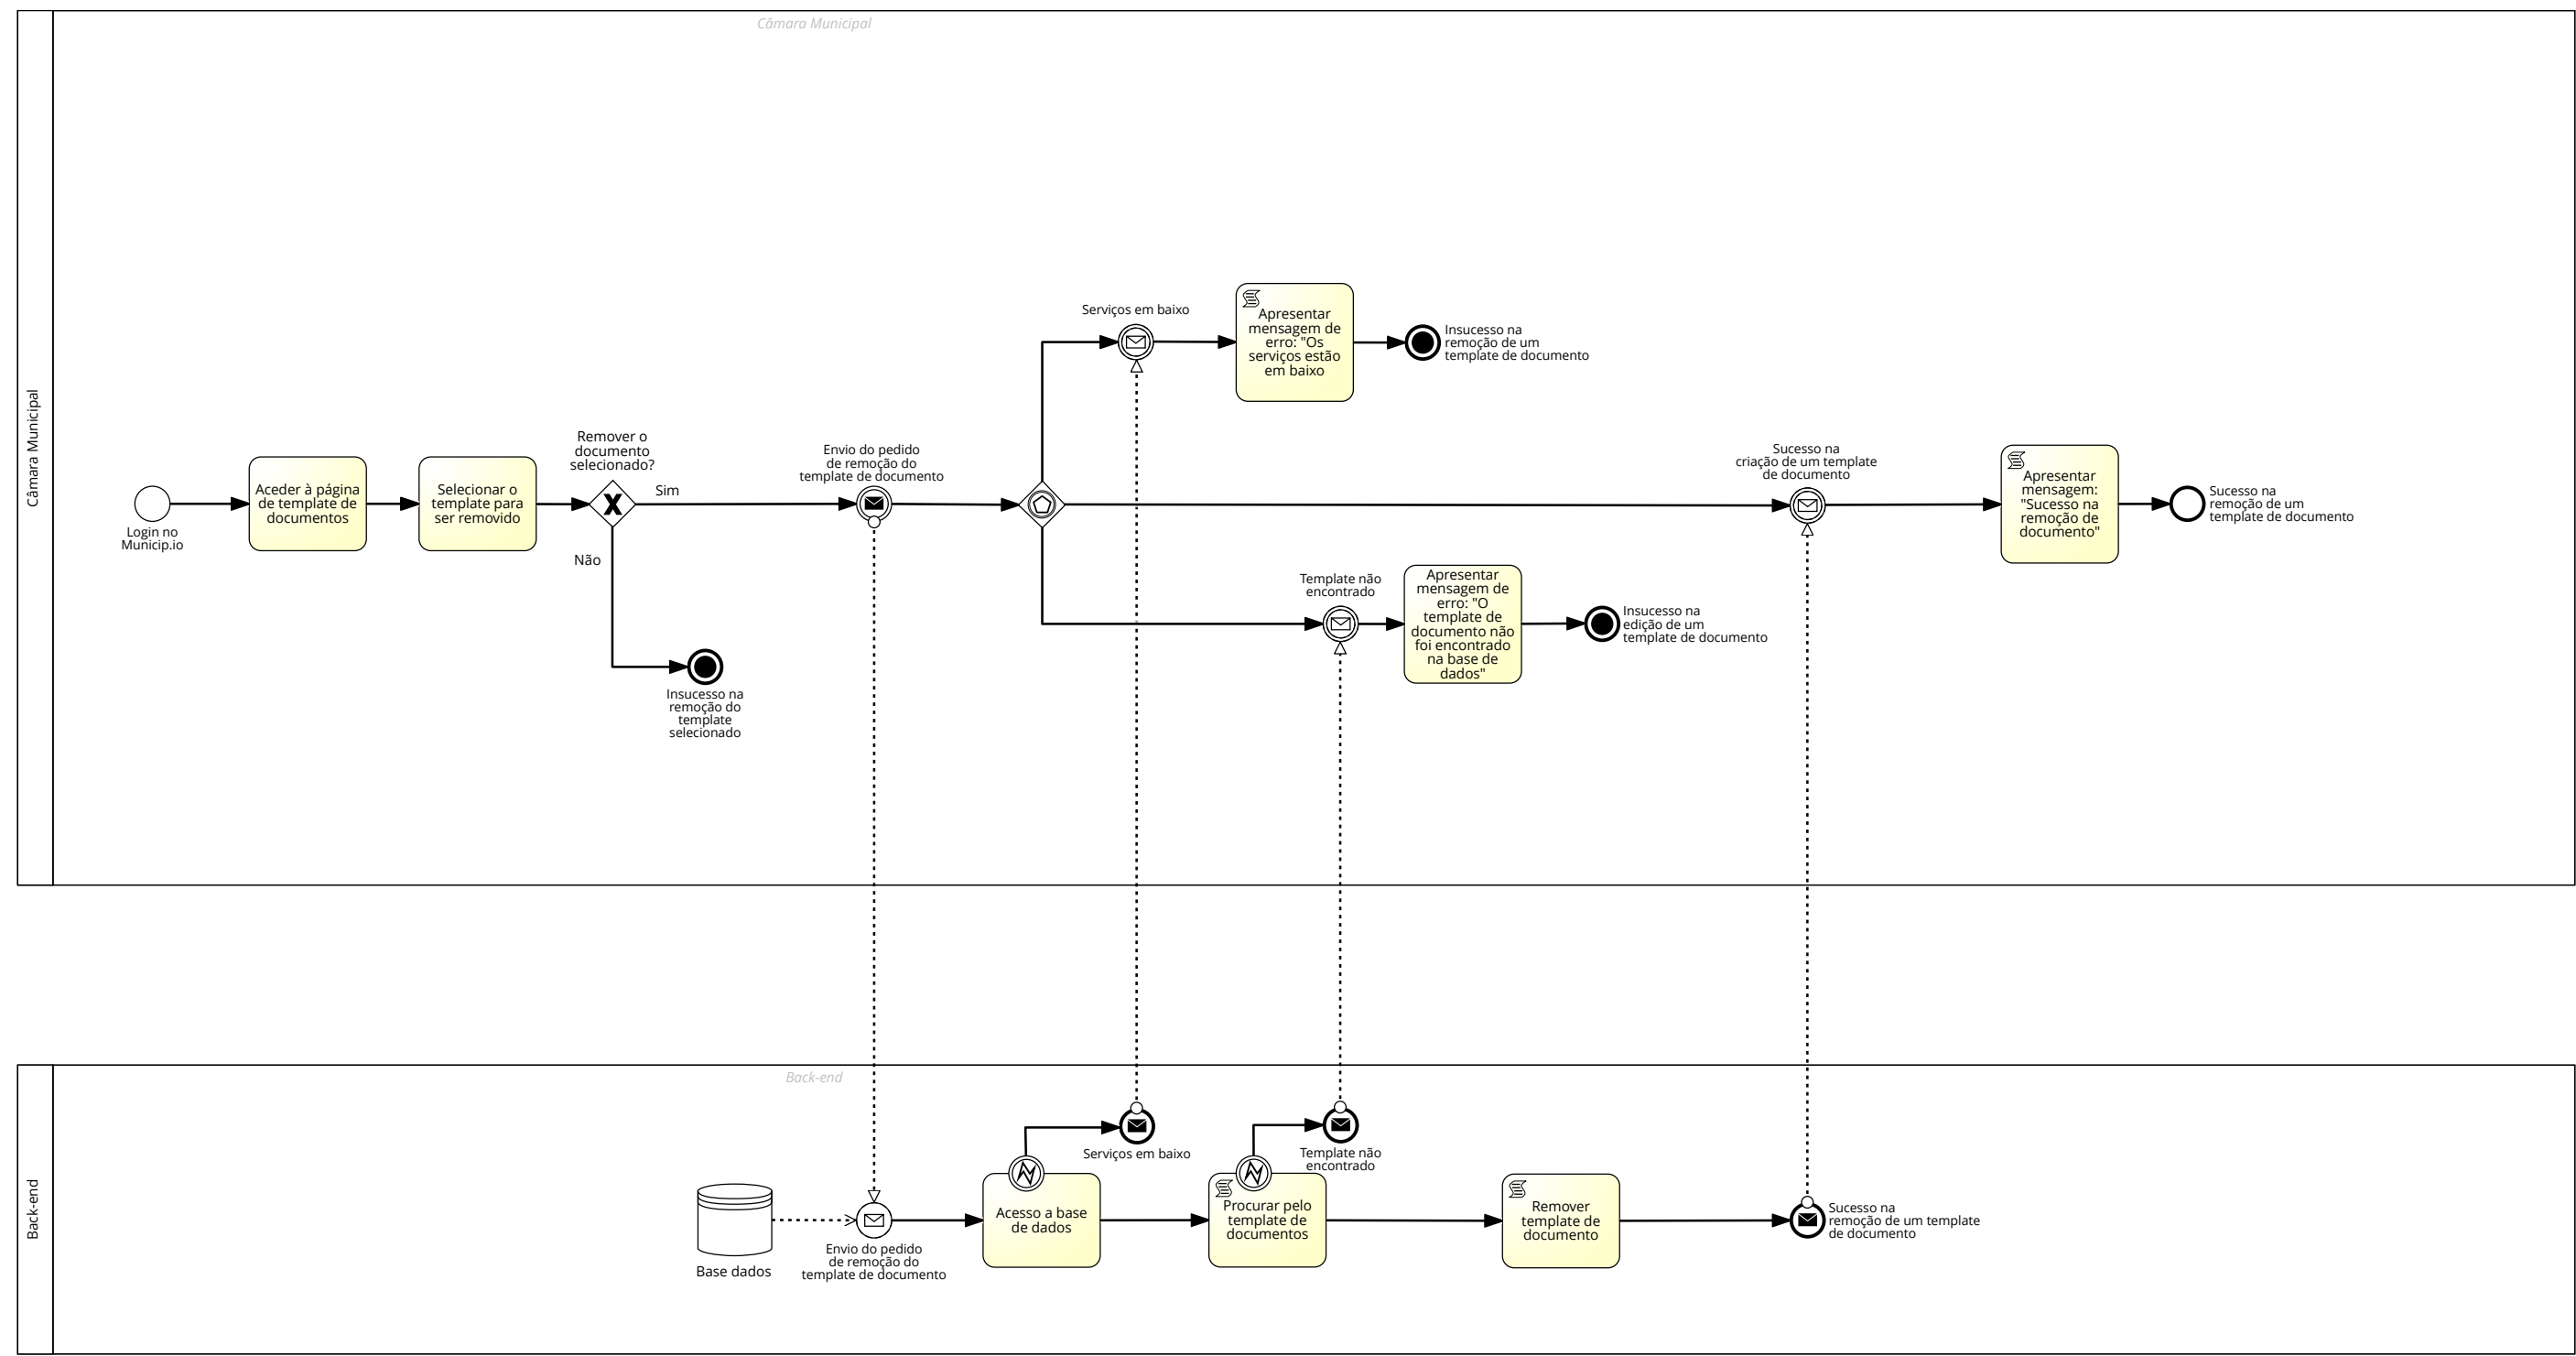 Câmara Municipal
Câmara Municipal
Serviços em baixo
Apresentar
mensagem de
erro: "Os
serviços estão
em baixo
Insucesso na
remoção de um
template de documento
Remover o
documento
selecionado?
Sim
Não
Envio do pedido
de remoção do
template de documento
Sucesso na
criação de um template
de documento
Login no
Municip.io
Aceder à página
de template de
documentos
Selecionar o
template para
ser removido
Apresentar
mensagem:
"Sucesso na
remoção de
documento"
Sucesso na
remoção de um
template de documento
Template não
encontrado
Apresentar
mensagem de
erro: "O
template de
documento não
foi encontrado
na base de
dados"
Insucesso na
edição de um
template de documento
Insucesso na
remoção do
template
selecionado
Back-end
Back-end
Serviços em baixo
Template não
encontrado
Base dados
Envio do pedido
de remoção do
template de documento
Acesso a base
de dados
Procurar pelo
template de
documentos
Remover
template de
documento
Sucesso na
remoção de um template
de documento